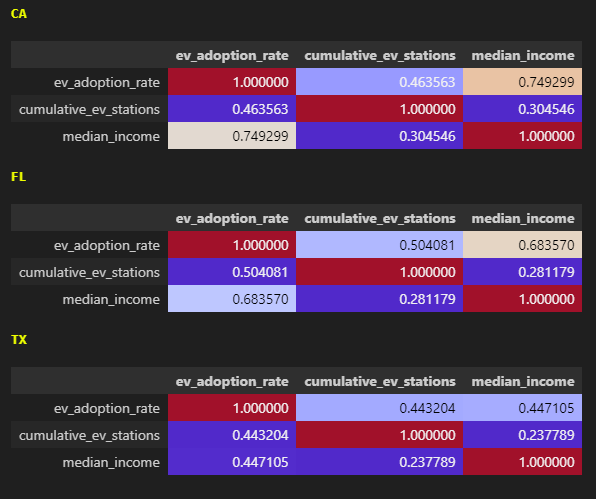 CA
ev_adoption_rate cumulative_ev_stations median_income
ev_adoption_rate 1.000000 0.463563 0.749299
cumulative_ev_stations 0.463563 1.000000 0.304546
median_income 0.749299 0.304546 1.000000
FL
ev_adoption_rate cumulative_ev_stations median_income
ev_adoption_rate 1.000000 0.504081 0.683570
cumulative_ev_stations 0.504081 1.000000 0.281179
median_income 0.683570 0.281179 1.000000
TX
ev_adoption_rate cumulative_ev_stations median_income
ev_adoption_rate 1.000000 0.443204 0.447105
cumulative_ev_stations 0.443204 1.000000 0.237789
median_income 0.447105 0.237789 1.000000